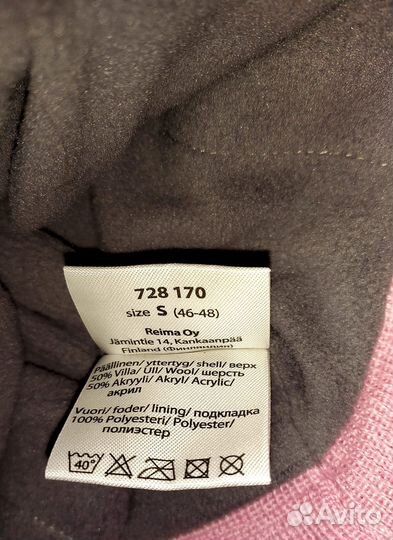 728 170
size S (46-48)
Reima Oy
Jämintie 14, Kankaanpää
Finland (Финляндия)
Päällinen/ yttertyg/ shell/ верх
50% Villa/ Ull/ Wool/ шерсть
50% Akryyli/ Akryl/ Acrylic/
акрил
Vuori/ foder/ lining/ подкладка
100% Polyesteri/ Polyester/
полиэстер
40°
Avito